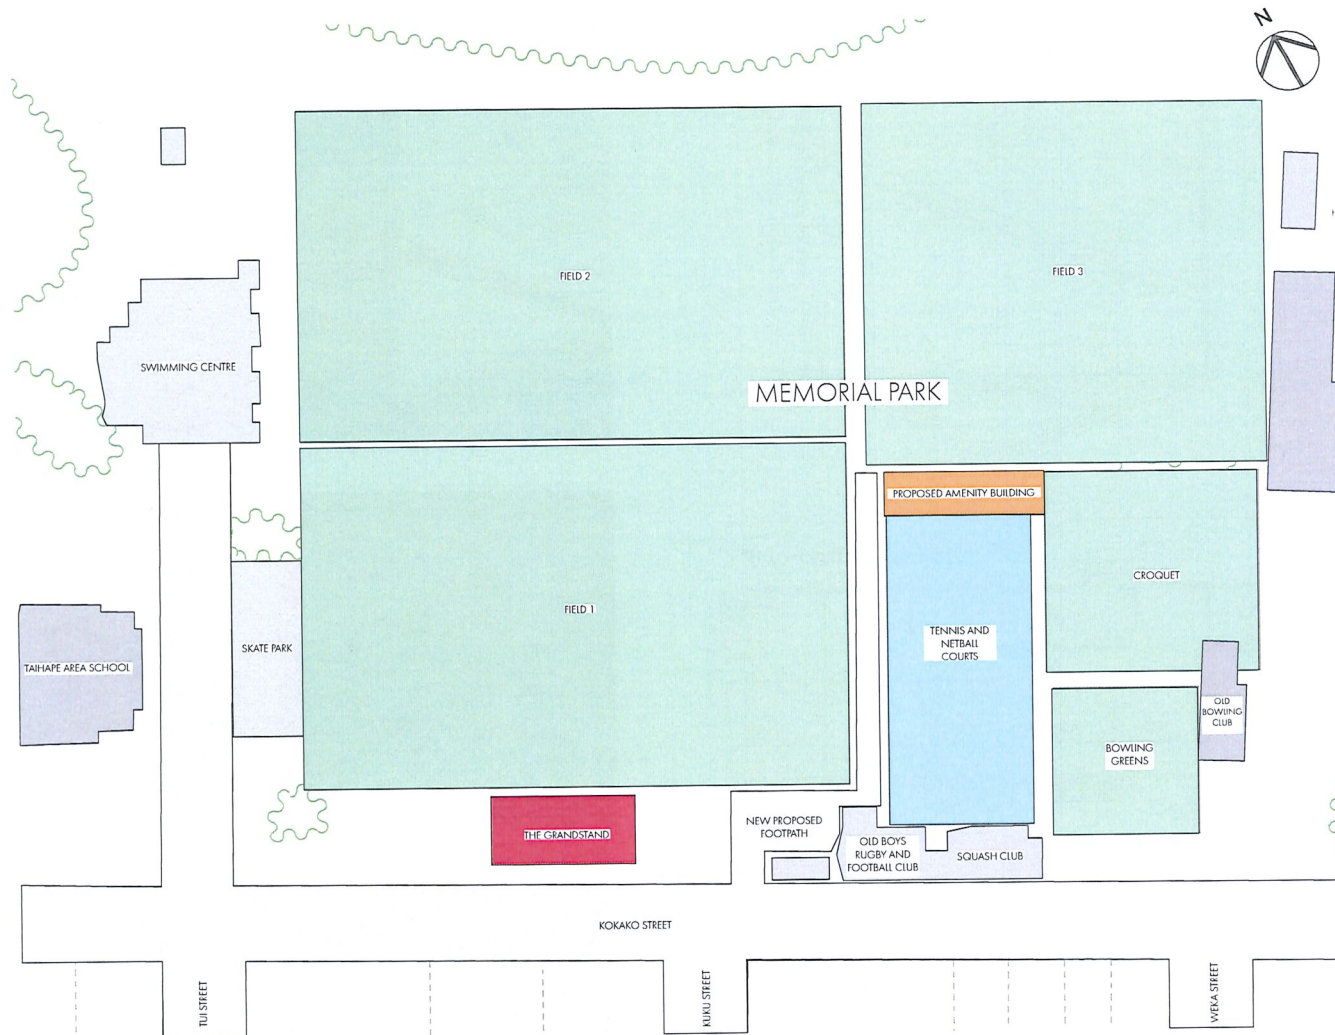 N
FIELD 2
FIELD 3
SWIMMING CENTRE
MEMORIAL PARK
PROPOSED AMENITY BUILDING
CROQUET
FIELD 1
TENNIS AND
NETBALL
COURTS
SKATE PARK
TAIHAPE AREA SCHOOL
OLD
BOWLING
CLUB
BOWLING
GREENS
THE GRANDSTAND
NEW PROPOSED
FOOTPATH
OLD BOYS
RUGBY AND
FOOTBALL CLUB
SQUASH CLUB
KOKAKO STREET
TUI STREET
KUKU STREET
WEKA STREET